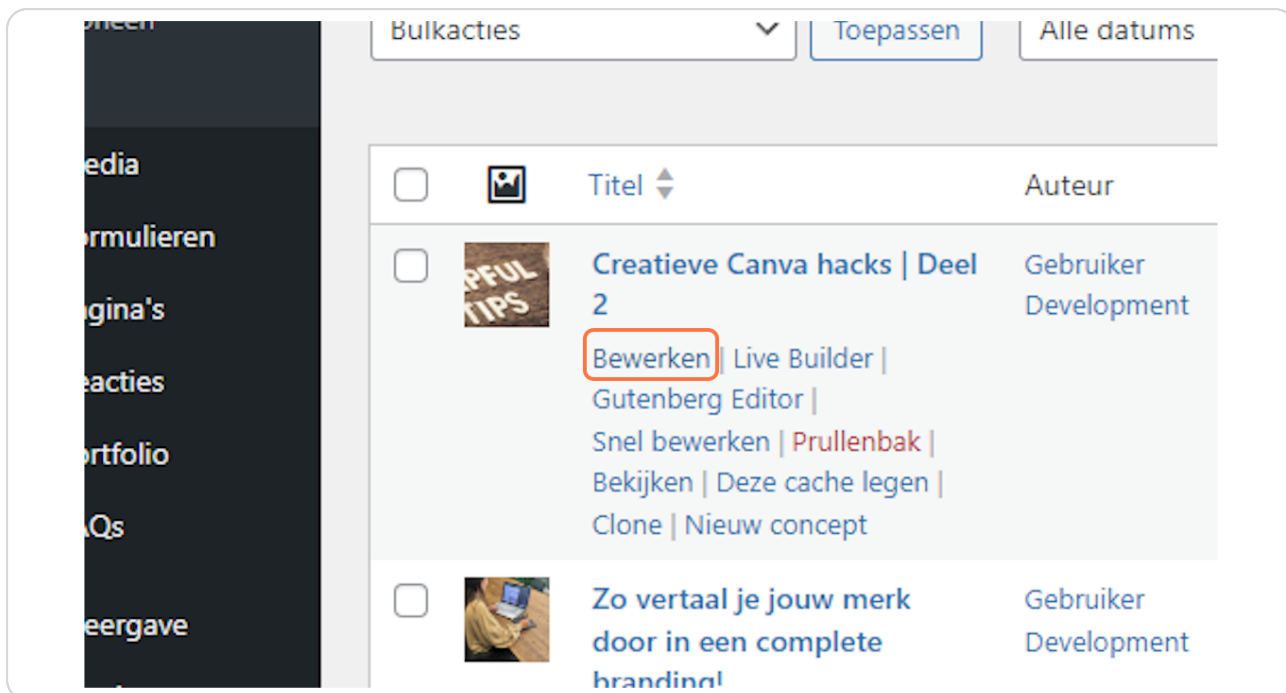 Bulkacties
Toepassen
Alle datums
edia
ormulieren
gina's
eacties
ortfolio
AQs
eergave
Titel
Auteur
PFUL
TIPS
Creatieve Canva hacks | Deel
2
Gebruiker
Development
Bewerken | Live Builder |
Gutenberg Editor |
Snel bewerken | Prullenbak |
Bekijken | Deze cache legen |
Clone | Nieuw concept
Zo vertaal je jouw merk
door in een complete
branding!
Gebruiker
Development